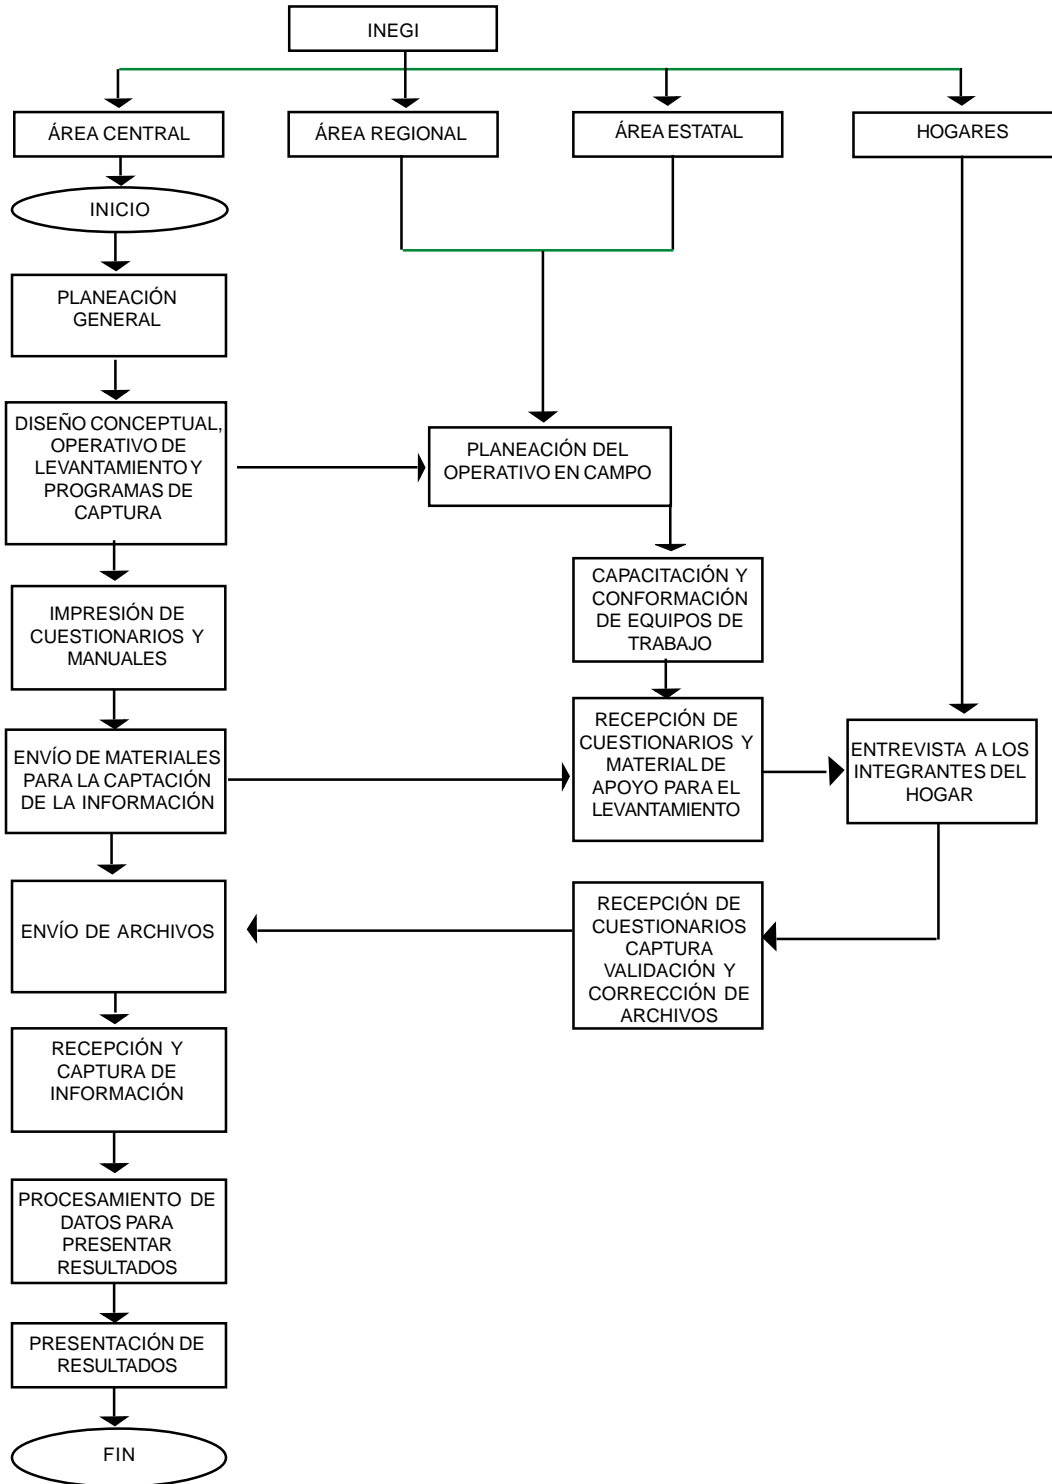 INEGI
ÁREA CENTRAL
ÁREA REGIONAL
ÁREA ESTATAL
HOGARES
INICIO
PLANEACIÓN
GENERAL
DISEÑO CONCEPTUAL,
OPERATIVO DE
LEVANTAMIENTO Y
PROGRAMAS DE
CAPTURA
PLANEACIÓN DEL
OPERATIVO EN CAMPO
CAPACITACIÓN Y
CONFORMACIÓN
DE EQUIPOS DE
TRABAJO
IMPRESIÓN DE
CUESTIONARIOS Y
MANUALES
ENVÍO DE MATERIALES
PARA LA CAPTACIÓN
DE LA INFORMACIÓN
RECEPCIÓN DE
CUESTIONARIOS Y
MATERIAL DE
APOYO PARA EL
LEVANTAMIENTO
ENTREVISTA A LOS
INTEGRANTES DEL
HOGAR
ENVÍO DE ARCHIVOS
RECEPCIÓN DE
CUESTIONARIOS
CAPTURA
VALIDACIÓN Y
CORRECCIÓN DE
ARCHIVOS
RECEPCIÓN Y
CAPTURA DE
INFORMACIÓN
PROCESAMIENTO DE
DATOS PARA
PRESENTAR
RESULTADOS
PRESENTACIÓN DE
RESULTADOS
FIN